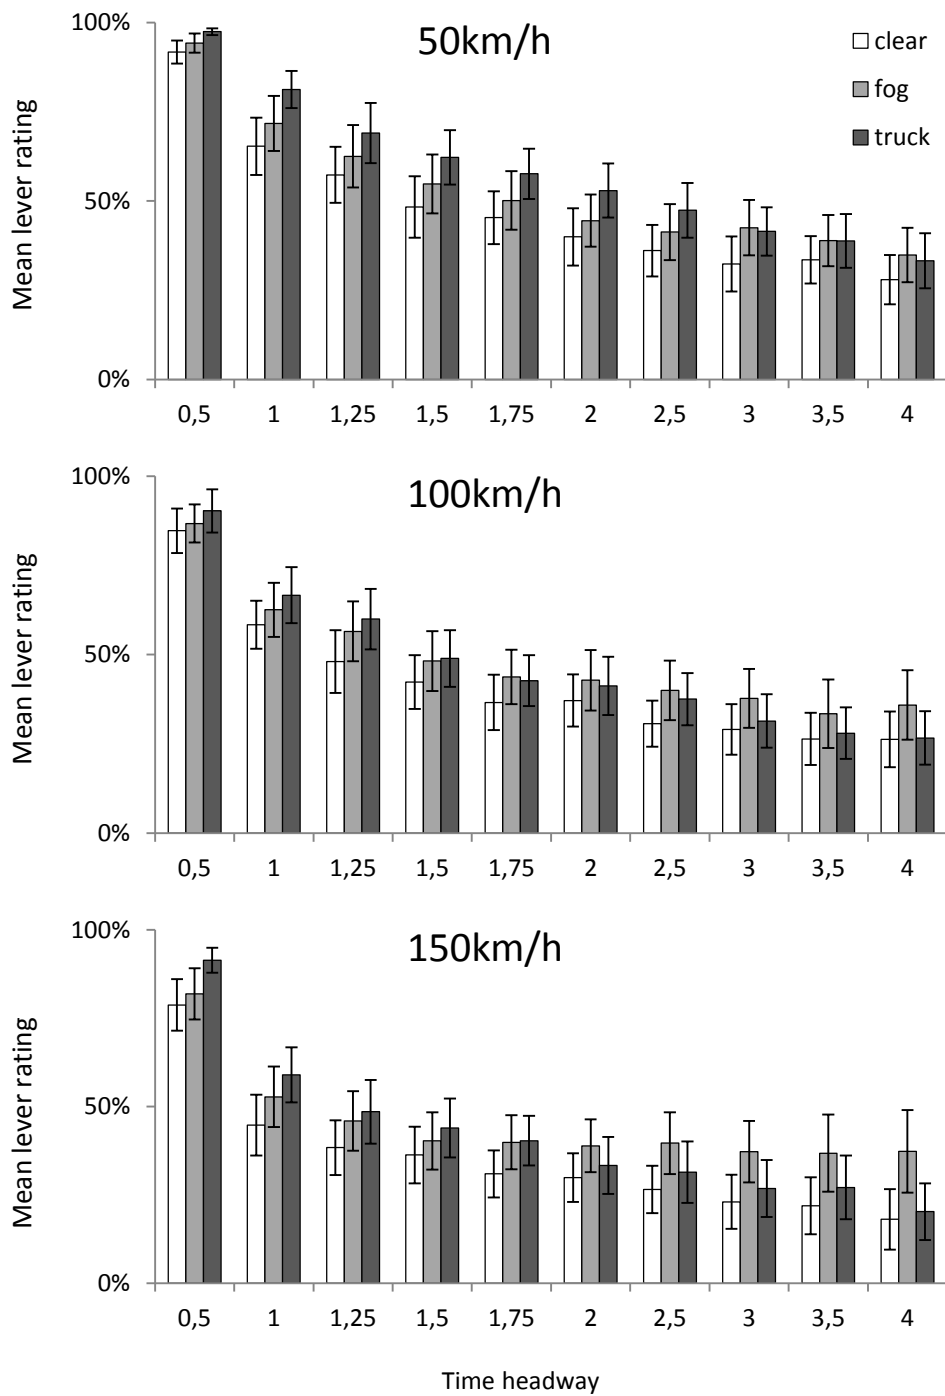 50km/h
clear
fog
truck
Mean lever rating
100%
50%
0%
0,5 1 1,25 1,5 1,75 2 2,5 3 3,5 4
100km/h
Mean lever rating
100%
50%
0%
0,5 1 1,25 1,5 1,75 2 2,5 3 3,5 4
150km/h
Mean lever rating
100%
50%
0%
0,5 1 1,25 1,5 1,75 2 2,5 3 3,5 4
Time headway